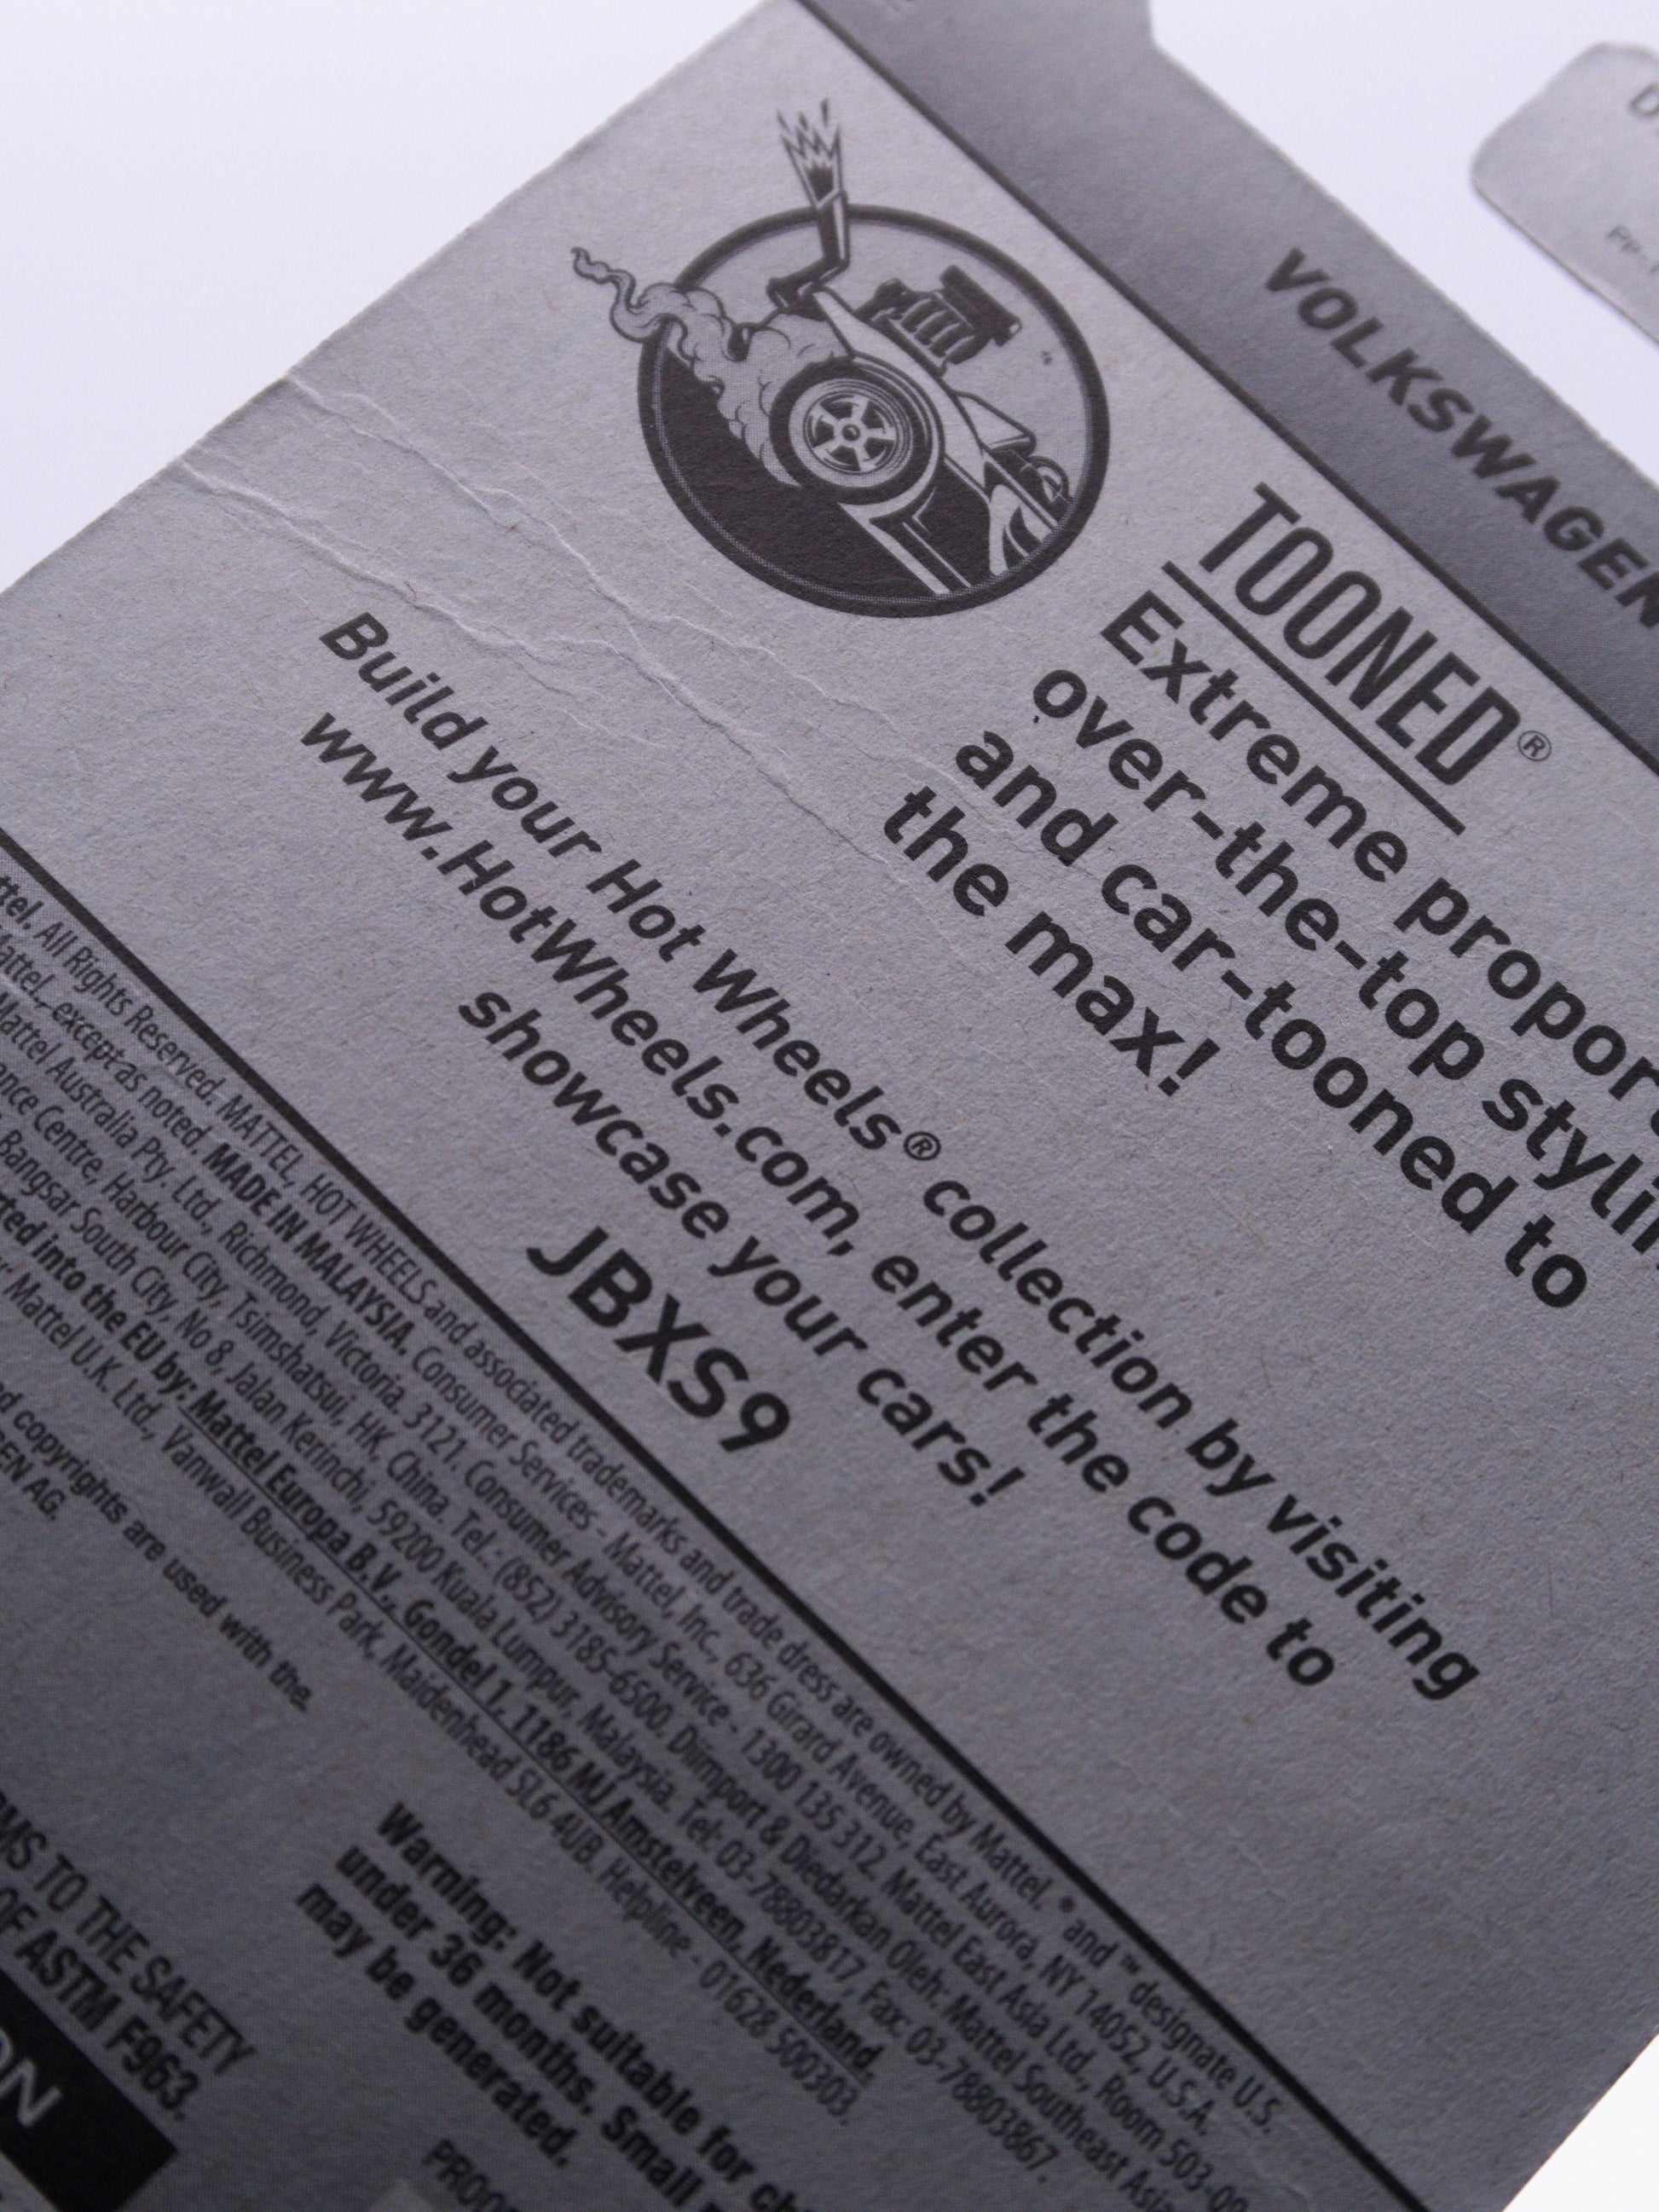 VOLKSWAGEN
TOONED®
Extreme
over-the-top
and car-tooned to
the max!
Build your Hot Wheels® collection by visiting
www.HotWheels.com, enter the code to
showcase your cars!
JBXS9
All Rights Reserved. MATTEL, HOT WHEELS and associated trademarks and trade dress are owned by Mattel. ® and ™ designate U.S.
except as noted. MADE IN MALAYSIA. Consumer Services - Mattel, Inc., 636 Girard Avenue, East Aurora, NY 14052, U.S.A.
Mattel Australia Pty. Ltd., Richmond, Victoria. 3121. Consumer Advisory Service - 1300 135 312. Mattel East Asia Ltd., Room 503-09,
Centre, Harbour City, Tsimshatsui, HK, China. Tel.: (852) 3185-6500. Diimport & Diedarkan Oleh: Mattel Southeast Asia
Bangsar South City, No 8, Jalan Kerinchi, 59200 Kuala Lumpur, Malaysia. Tel: 03-78803817, Fax: 03-78803867.
into the EU by: Mattel Europa B.V., Gondel 1, 1186 MJ Amstelveen, Nederland.
Mattel U.K. Ltd., Vanwall Business Park, Maidenhead SL6 4UB. Helpline - 01628 500303.
copyrights are used with the
AG.
TO THE SAFETY
OF ASTM F963.
Warning: Not suitable for
under 36 months. Small
may be generated.